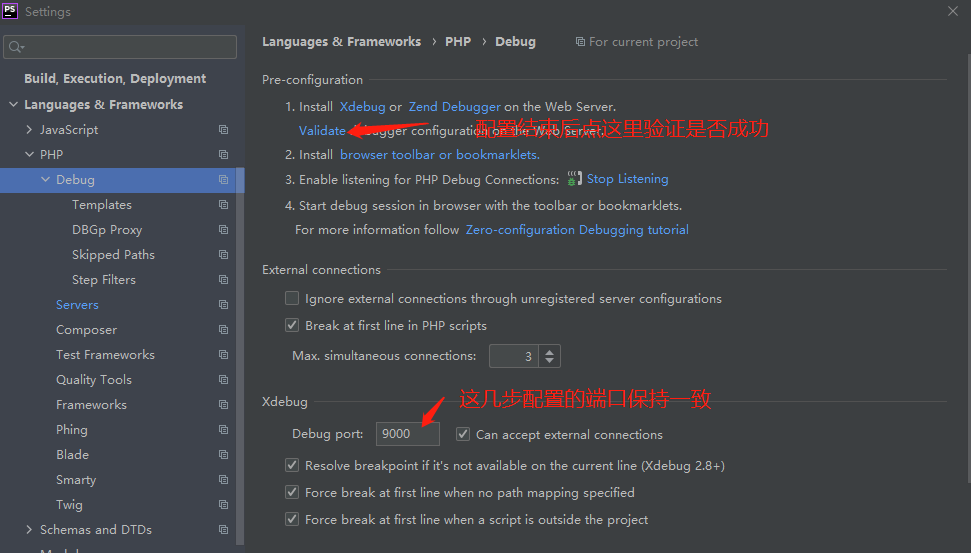 PS
Settings
Build, Execution, Deployment
Languages & Frameworks
JavaScript
PHP
Debug
Templates
DBGp Proxy
Skipped Paths
Step Filters
Servers
Composer
Test Frameworks
Quality Tools
Frameworks
Phing
Blade
Smarty
Twig
Schemas and DTDs
Languages & Frameworks › PHP › Debug For current project
Pre-configuration
1. Install Xdebug or Zend Debugger on the Web Server.
Validate debugger configuration on the Web Server.
配置结束后点这里验证是否成功
2. Install browser toolbar or bookmarklets.
3. Enable listening for PHP Debug Connections: Stop Listening
4. Start debug session in browser with the toolbar or bookmarklets.
For more information follow Zero-configuration Debugging tutorial
External connections
Ignore external connections through unregistered server configurations
Break at first line in PHP scripts
Max. simultaneous connections: 3
Xdebug
这几步配置的端口保持一致
Debug port: 9000 Can accept external connections
Resolve breakpoint if it's not available on the current line (Xdebug 2.8+)
Force break at first line when no path mapping specified
Force break at first line when a script is outside the project